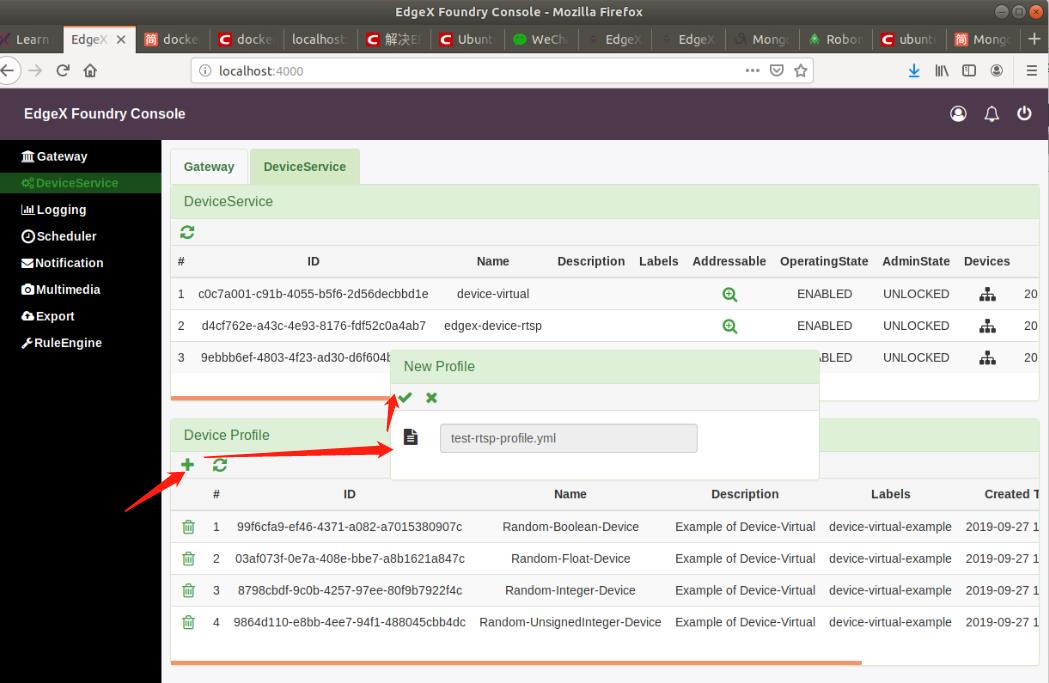 EdgeX Foundry Console - Mozilla Firefox
Learn EdgeX 简 docke C docke localhost: C 解决E C Ubunt WeCh EdgeX EdgeX Mong Robo C ubunt 简 Mong
localhost:4000
EdgeX Foundry Console
Gateway
DeviceService
Logging
Scheduler
Notification
Multimedia
Export
RuleEngine
Gateway DeviceService
DeviceService
# ID Name Description Labels Addressable OperatingState AdminState Devices
1 c0c7a001-c91b-4055-b5f6-2d56decbbd1e device-virtual ENABLED UNLOCKED 20
2 d4cf762e-a43c-4e93-8176-fdf52c0a4ab7 edgex-device-rtsp ENABLED UNLOCKED 20
3 9ebbb6ef-4803-4f23-ad30-d6f604b ABLED UNLOCKED 20
New Profile
test-rtsp-profile.yml
Device Profile
# ID Name Description Labels Created T
1 99f6cfa9-ef46-4371-a082-a7015380907c Random-Boolean-Device Example of Device-Virtual device-virtual-example 2019-09-27 1
2 03af073f-0e7a-408e-bbe7-a8b1621a847c Random-Float-Device Example of Device-Virtual device-virtual-example 2019-09-27 1
3 8798cbdf-9c0b-4257-97ee-80f9b7922f4c Random-Integer-Device Example of Device-Virtual device-virtual-example 2019-09-27 1
4 9864d110-e8bb-4ee7-94f1-488045cbb4dc Random-UnsignedInteger-Device Example of Device-Virtual device-virtual-example 2019-09-27 1